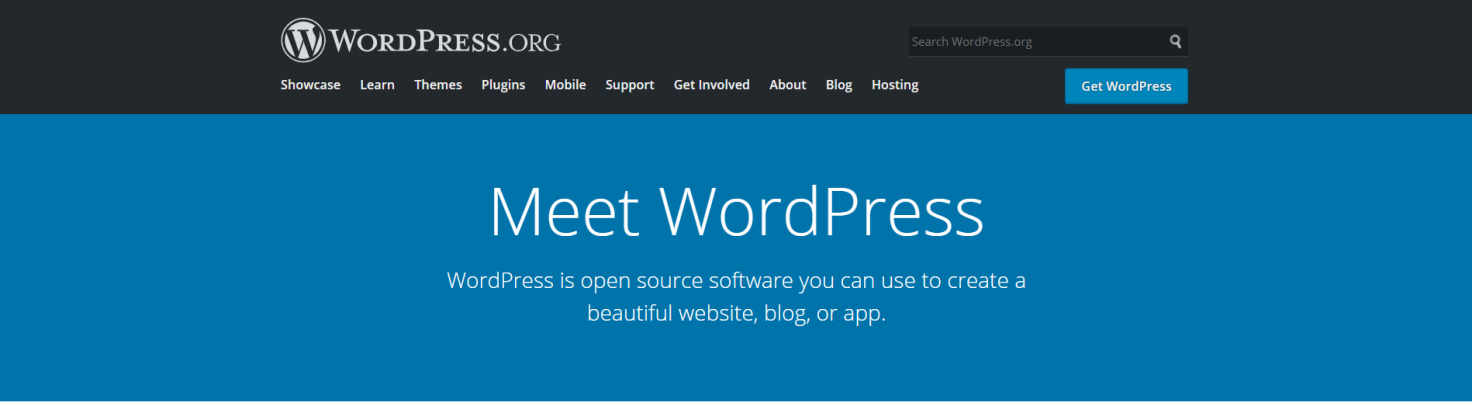 WORDPRESS.ORG
Search WordPress.org
Showcase Learn Themes Plugins Mobile Support Get Involved About Blog Hosting
Get WordPress
Meet WordPress
WordPress is open source software you can use to create a
beautiful website, blog, or app.